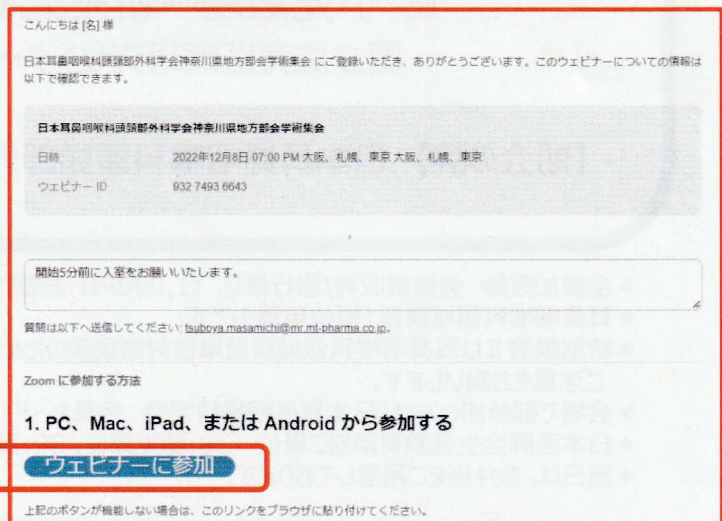 こんにちは [名] 様
日本耳鼻咽喉科頭頸部外科学会神奈川県地方部会学術集会 にご登録いただき、ありがとうございます。このウェビナーについての情報は
以下で確認できます。
日本耳鼻咽喉科頭頸部外科学会神奈川県地方部会学術集会
日時 2022年12月8日 07:00 PM 大阪、札幌、東京 大阪、札幌、東京
ウェビナー ID 932 7493 6643
開始5分前に入室をお願いいたします。
質問は以下へ送信してください: tsuboya.masamichi@mr.mt-pharma.co.jp。
Zoom に参加する方法
1. PC、Mac、iPad、または Android から参加する
ウェビナーに参加
上記のボタンが機能しない場合は、このリンクをブラウザに貼り付けてください。